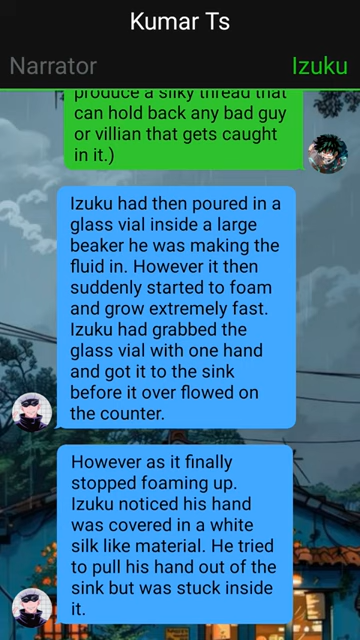 Kumar Ts
Narrator
Izuku
produce a silky thread that
can hold back any bad guy
or villian that gets caught
in it.)
Izuku had then poured in a
glass vial inside a large
beaker he was making the
fluid in. However it then
suddenly started to foam
and grow extremely fast.
Izuku had grabbed the
glass vial with one hand
and got it to the sink
before it over flowed on
the counter.
However as it finally
stopped foaming up.
Izuku noticed his hand
was covered in a white
silk like material. He tried
to pull his hand out of the
sink but was stuck inside
it.